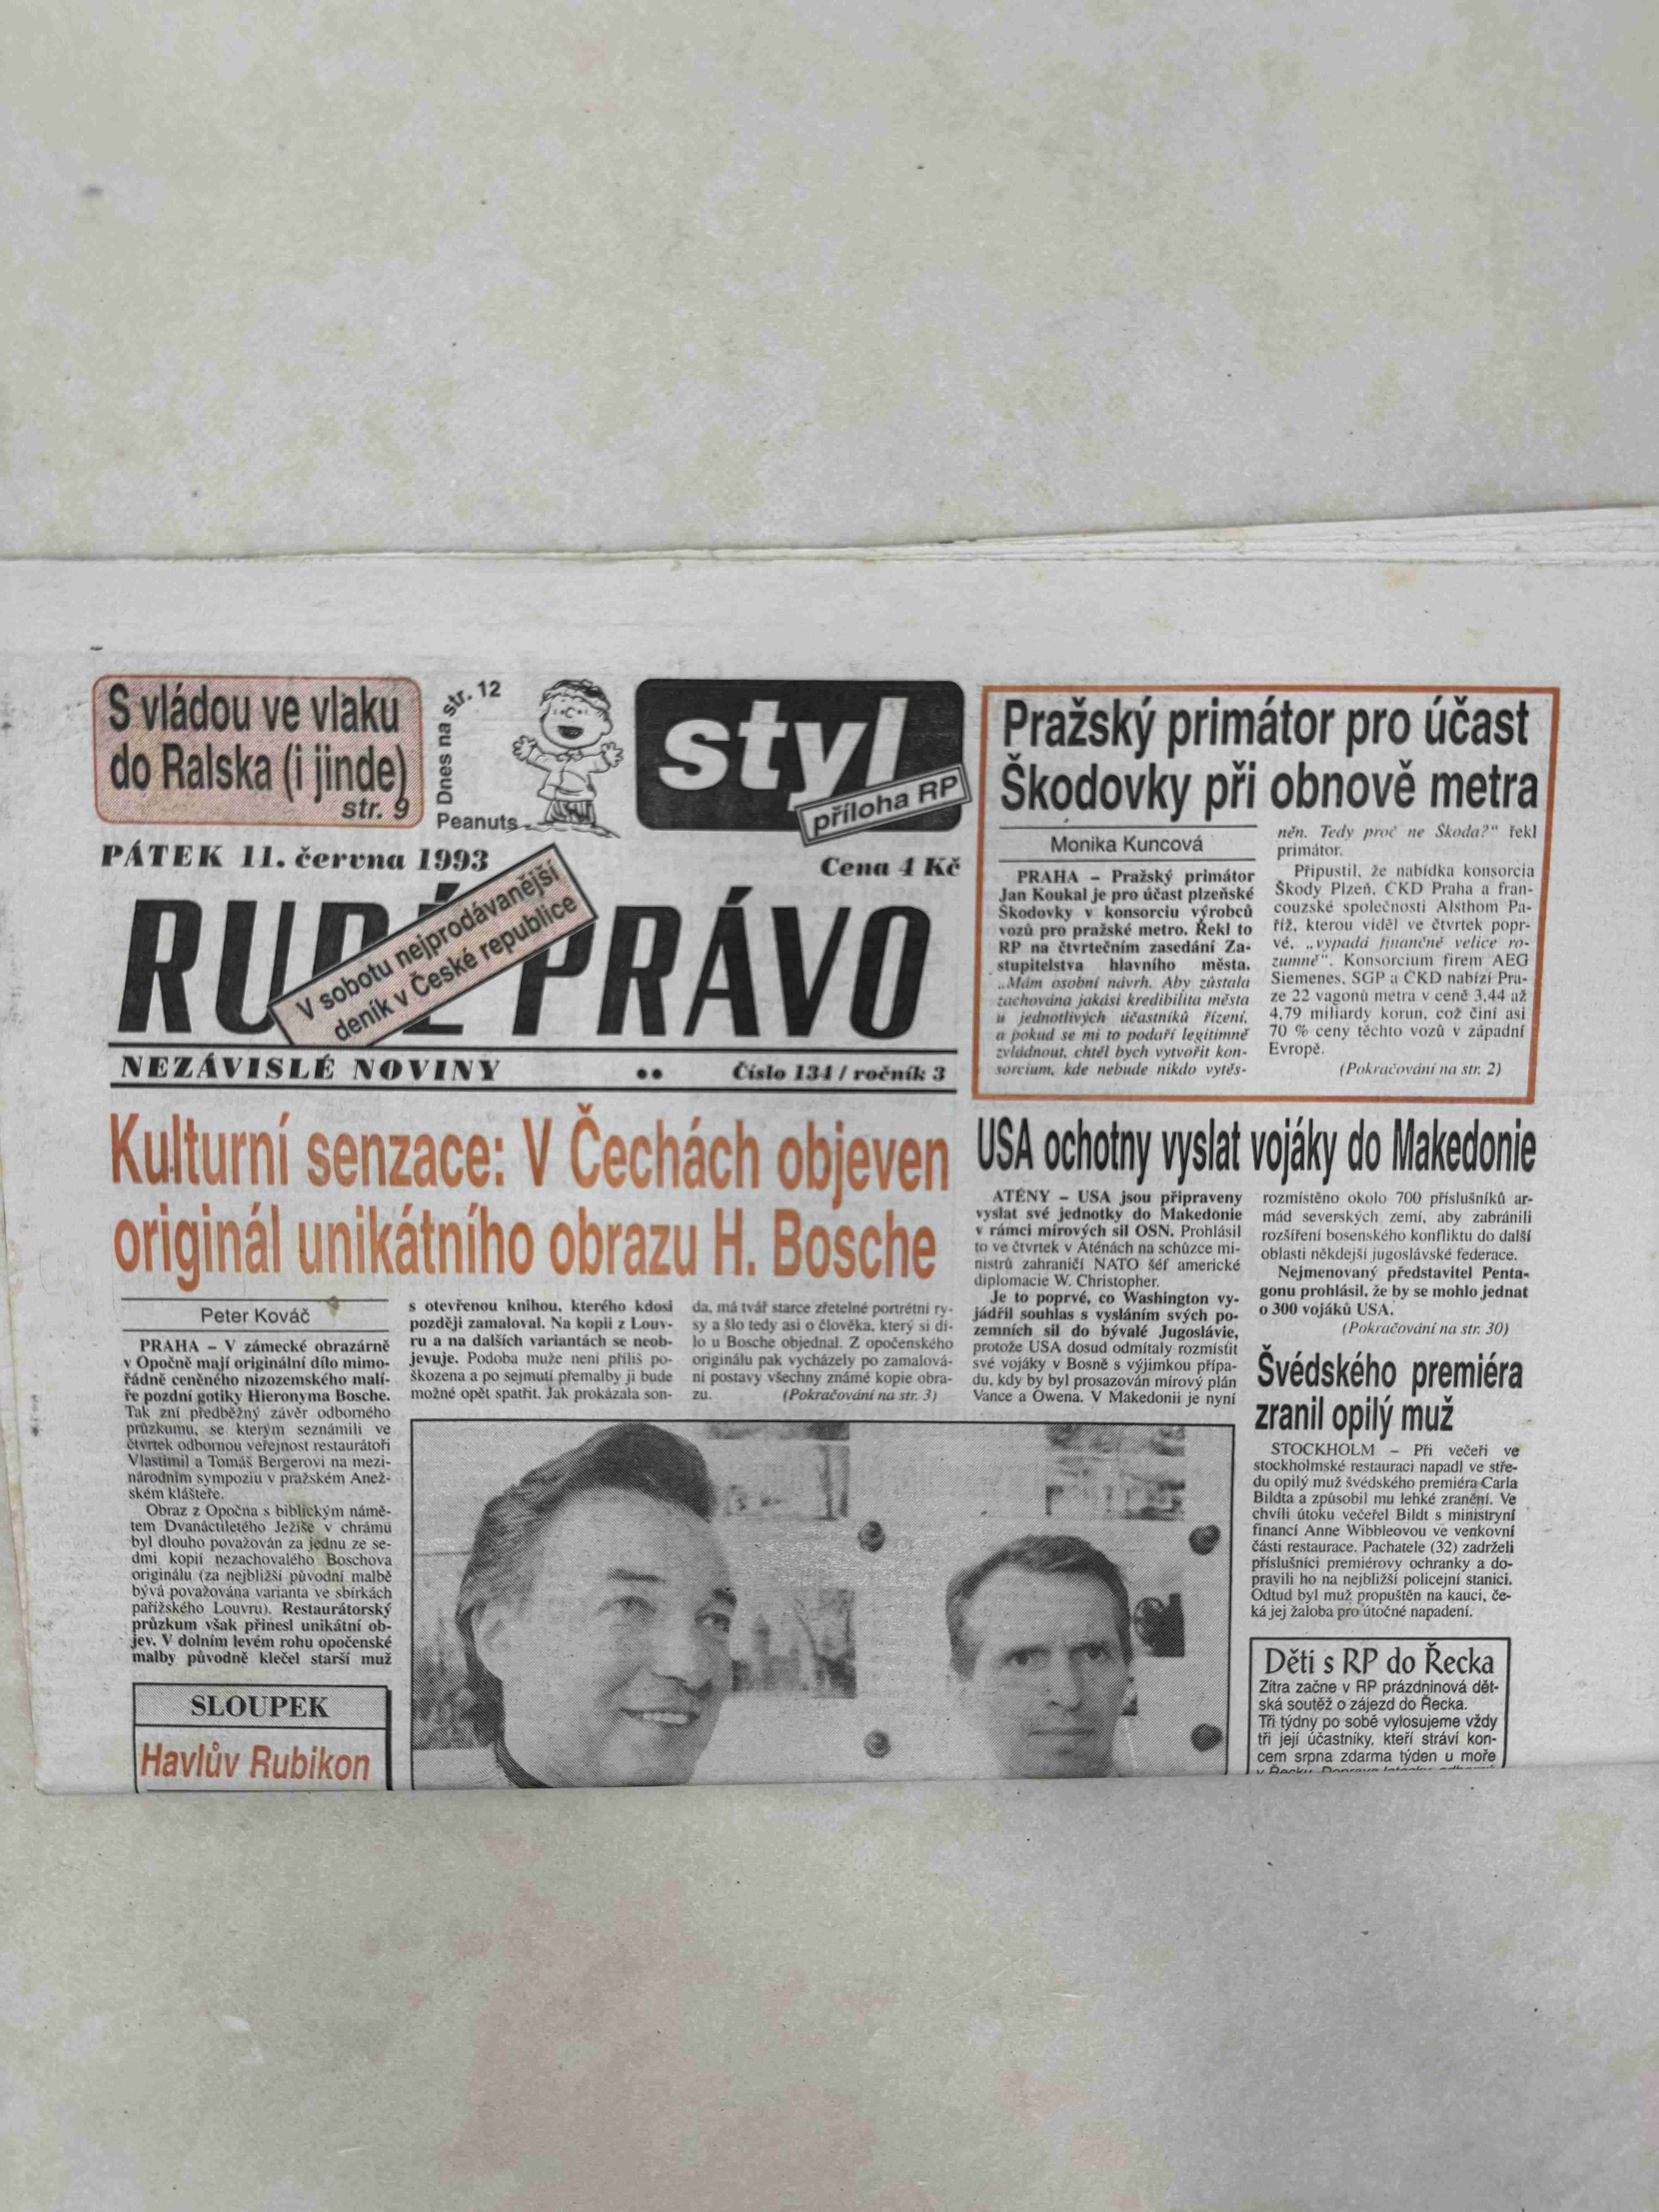 S vládou ve vlaku
do Ralska (i jinde)
str. 9
Dnes na str. 12
Peanuts
styl
příloha RP
PÁTEK 11. června 1993
Cena 4 Kč
RUDÉ PRÁVO
V sobotu nejprodávanější
deník v České republice
NEZÁVISLÉ NOVINY
Číslo 134 / ročník 3
Pražský primátor pro účast
Škodovky při obnově metra
Monika Kuncová
PRAHA – Pražský primátor
Jan Koukal je pro účast plzeňské
Škodovky v konsorciu výrobců
vozů pro pražské metro. Řekl to
RP na čtvrtečním zasedání Za-
stupitelstva hlavního města.
„Mám osobní návrh. Aby zůstala
zachována jakási kredibilita města
u jednotlivých účastníků řízení,
a pokud se mi to podaří legitimně
zvládnout, chtěl bych vytvořit kon-
sorcium, kde nebude nikdo vytěs-
něn. Tedy proč ne Škoda?“ řekl
primátor.
Připustil, že nabídka konsorcia
Škody Plzeň, ČKD Praha a fran-
couzské společnosti Alsthom Pa-
říž, kterou viděl ve čtvrtek popr-
vé, „vypadá finančně velice ro-
zumně“. Konsorcium firem AEG
Siemenes, SGP a ČKD nabízí Pra-
ze 22 vagonů metra v ceně 3,44 až
4,79 miliardy korun, což činí asi
70 % ceny těchto vozů v západní
Evropě.
(Pokračování na str. 2)
Kulturní senzace: V Čechách objeven
originál unikátního obrazu H. Bosche
Peter Kováč
PRAHA – V zámecké obrazárně
v Opočně mají originální dílo mimo-
řádně ceněného nizozemského malí-
ře pozdní gotiky Hieronyma Bosche.
Tak zní předběžný závěr odborného
průzkumu, se kterým seznámili ve
čtvrtek odbornou veřejnost restaurátoři
Vlastimil a Tomáš Bergerovi na mezi-
národním sympoziu v pražském Anež-
ském klášteře.
Obraz z Opočna s biblickým námě-
tem Dvanáctiletého Ježíše v chrámu
byl dlouho považován za jednu ze se-
dmi kopií nezachovalého Boschova
originálu (za nejbližší původní malbě
bývá považována varianta ve sbírkách
pařížského Louvru). Restaurátorský
průzkum však přinesl unikátní ob-
jev. V dolním levém rohu opočenské
malby původně klečel starší muž
s otevřenou knihou, kterého kdosi
později zamaloval. Na kopii z Louv-
ru a na dalších variantách se neob-
jevuje. Podoba muže není příliš po-
škozena a po sejmutí přemalby ji bude
možné opět spatřit. Jak prokázala son-
da, má tvář starce zřetelné portrétní ry-
sy a šlo tedy asi o člověka, který si dí-
lo u Bosche objednal. Z opočenského
originálu pak vycházely po zamalová-
ní postavy všechny známé kopie obra-
zu.
(Pokračování na str. 3)
USA ochotny vyslat vojáky do Makedonie
ATÉNY – USA jsou připraveny
vyslat své jednotky do Makedonie
v rámci mírových sil OSN. Prohlásil
to ve čtvrtek v Aténách na schůzce mi-
nistrů zahraničí NATO šéf americké
diplomacie W. Christopher.
Je to poprvé, co Washington vy-
jádřil souhlas s vysláním svých po-
zemních sil do bývalé Jugoslávie,
protože USA dosud odmítaly rozmístit
své vojáky v Bosně s výjimkou přípa-
du, kdy by byl prosazován mírový plán
Vance a Owena. V Makedonii je nyní
rozmístěno okolo 700 příslušníků ar-
mád severských zemí, aby zabránili
rozšíření bosenského konfliktu do další
oblasti někdejší jugoslávské federace.
Nejmenovaný představitel Penta-
gonu prohlásil, že by se mohlo jednat
o 300 vojáků USA.
(Pokračování na str. 30)
Švédského premiéra
zranil opilý muž
STOCKHOLM – Při večeři ve
stockholmské restauraci napadl ve stře-
du opilý muž švédského premiéra Carla
Bildta a způsobil mu lehké zranění. Ve
chvíli útoku večeřel Bildt s ministryní
financí Anne Wibbleovou ve venkovní
části restaurace. Pachatele (32) zadrželi
příslušníci premiérovy ochranky a do-
pravili ho na nejbližší policejní stanici.
Odtud byl muž propuštěn na kauci, če-
ká jej žaloba pro útočné napadení.
Děti s RP do Řecka
Zítra začne v RP prázdninová dět-
ská soutěž o zájezd do Řecka.
Tři týdny po sobě vylosujeme vždy
tři její účastníky, kteří stráví kon-
cem srpna zdarma týden u moře
v Řecku. Doprava letecky,
SLOUPEK
Havlův Rubikon